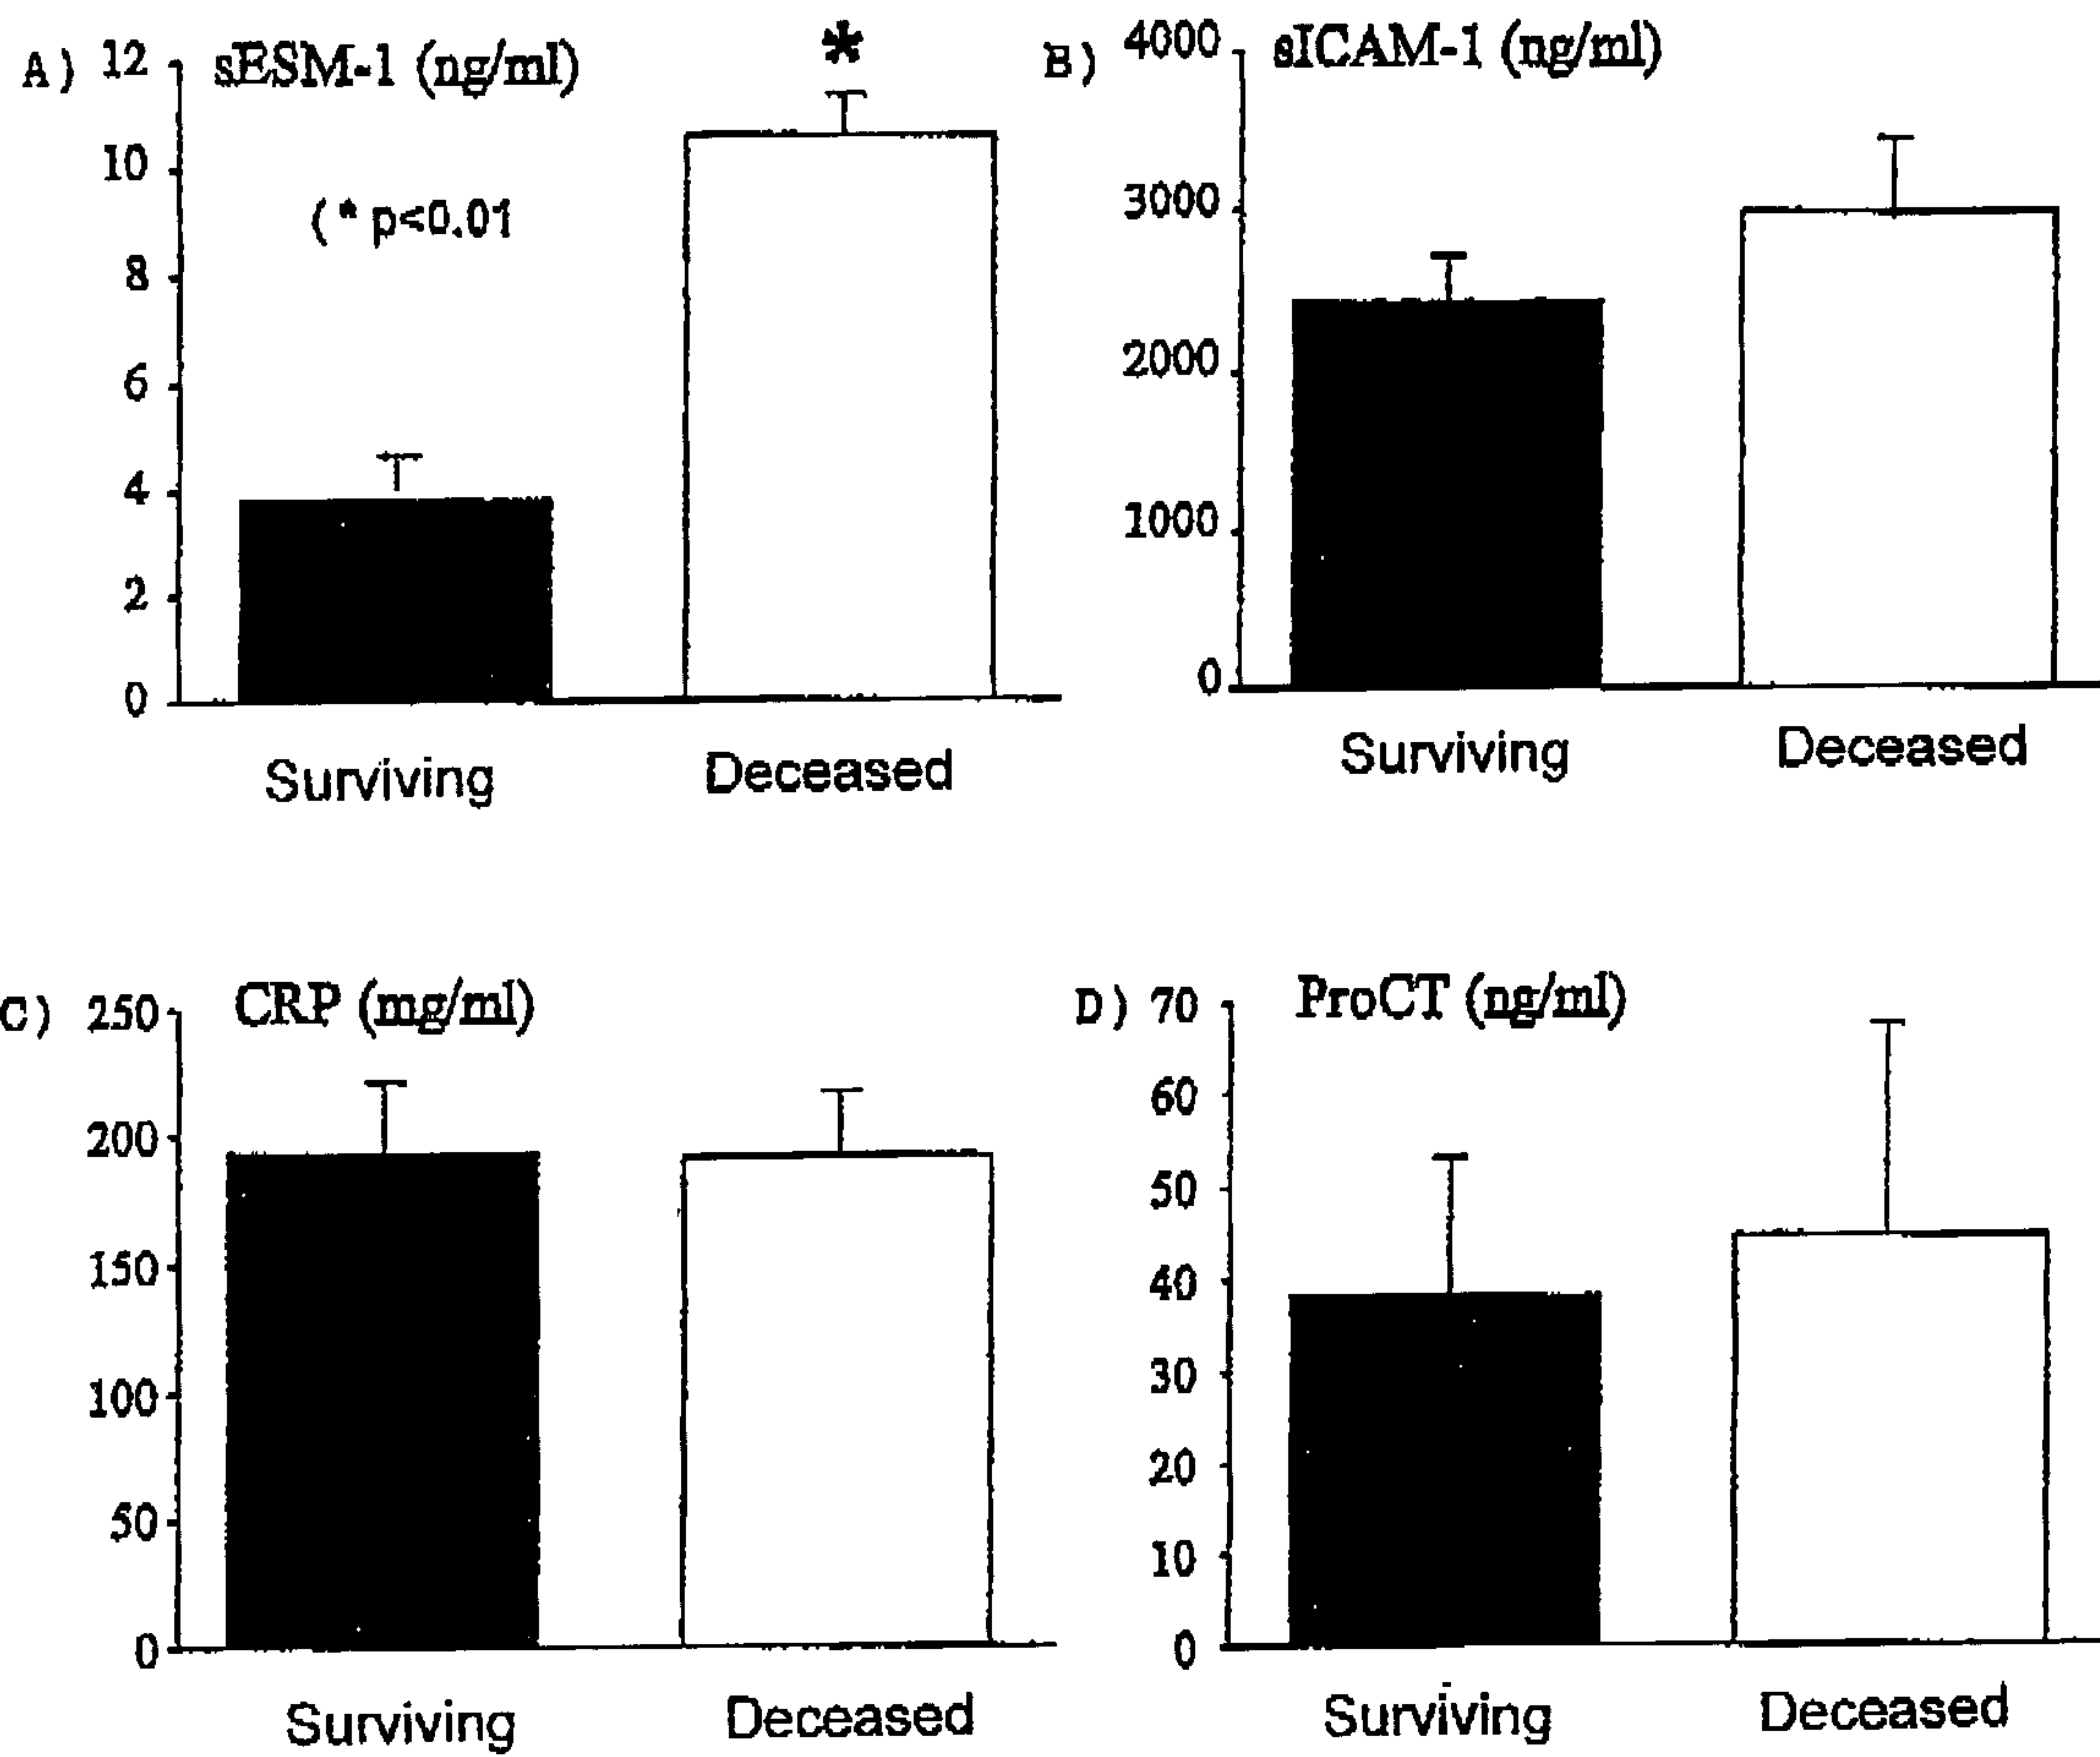 A) 12 sESM-1 (ng/ml) *
10
(* p<0.01
8
6
4
2
0
Surviving Deceased
B) 4000 sICAM-1 (ng/ml)
3000
2000
1000
0
Surviving Deceased
C) 250 CRP (mg/ml)
200
150
100
50
0
Surviving Deceased
D) 70 ProCT (ng/ml)
60
50
40
30
20
10
0
Surviving Deceased